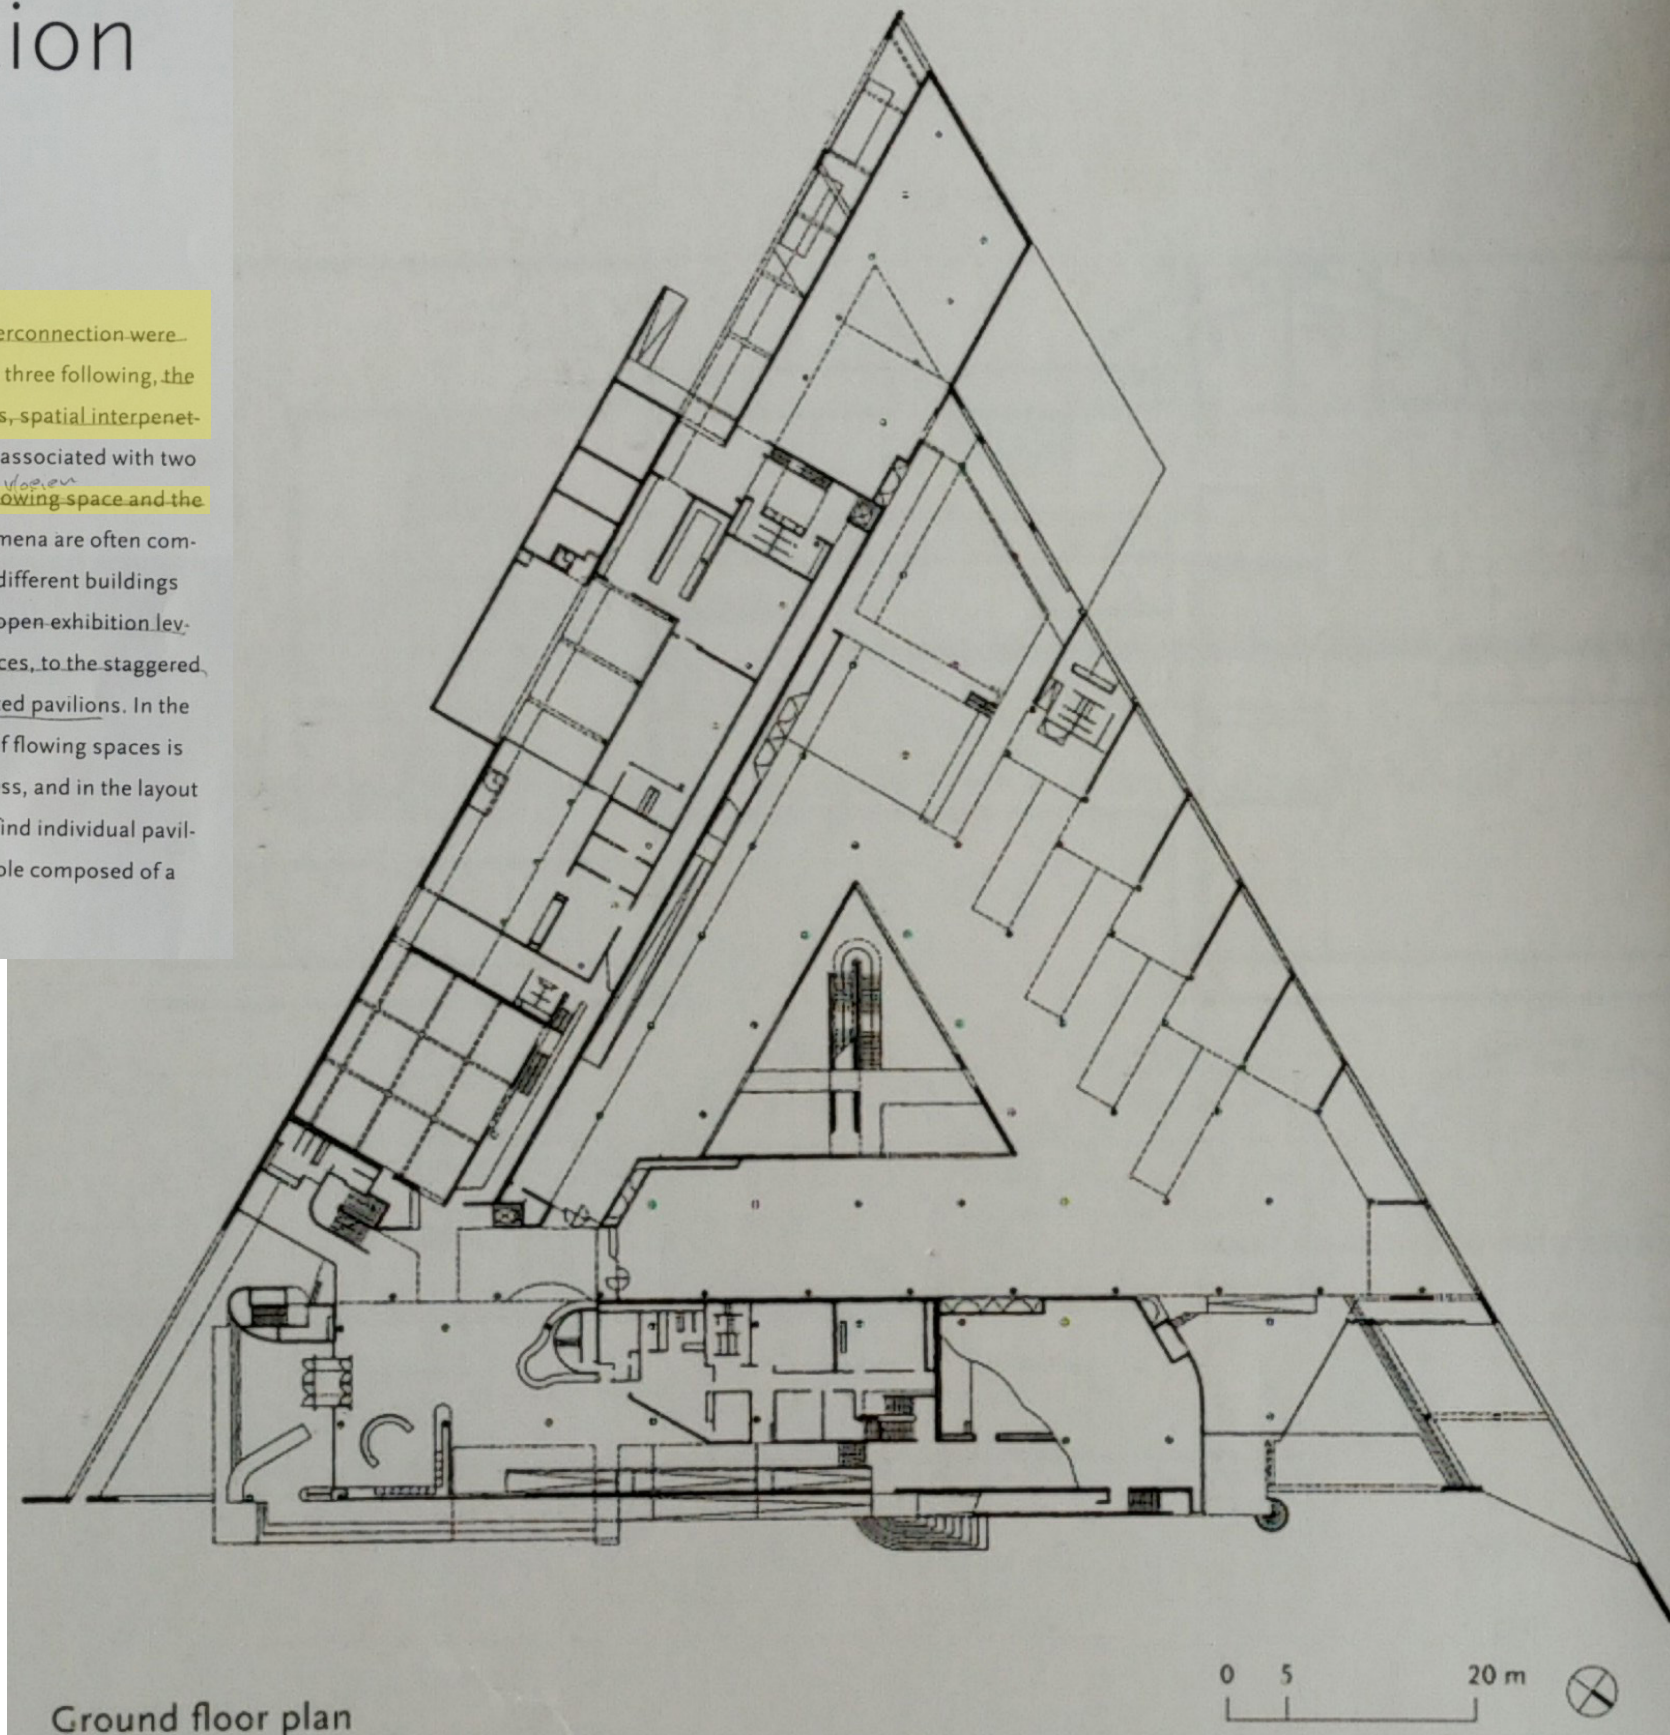 ion
erconnection were
three following, the
s, spatial interpenet-
associated with two
owing space and the
mena are often com-
different buildings
open exhibition lev-
ces, to the staggered
ed pavilions. In the
f flowing spaces is
ss, and in the layout
ind individual pavil-
ole composed of a
0 5 20 m
Ground floor plan